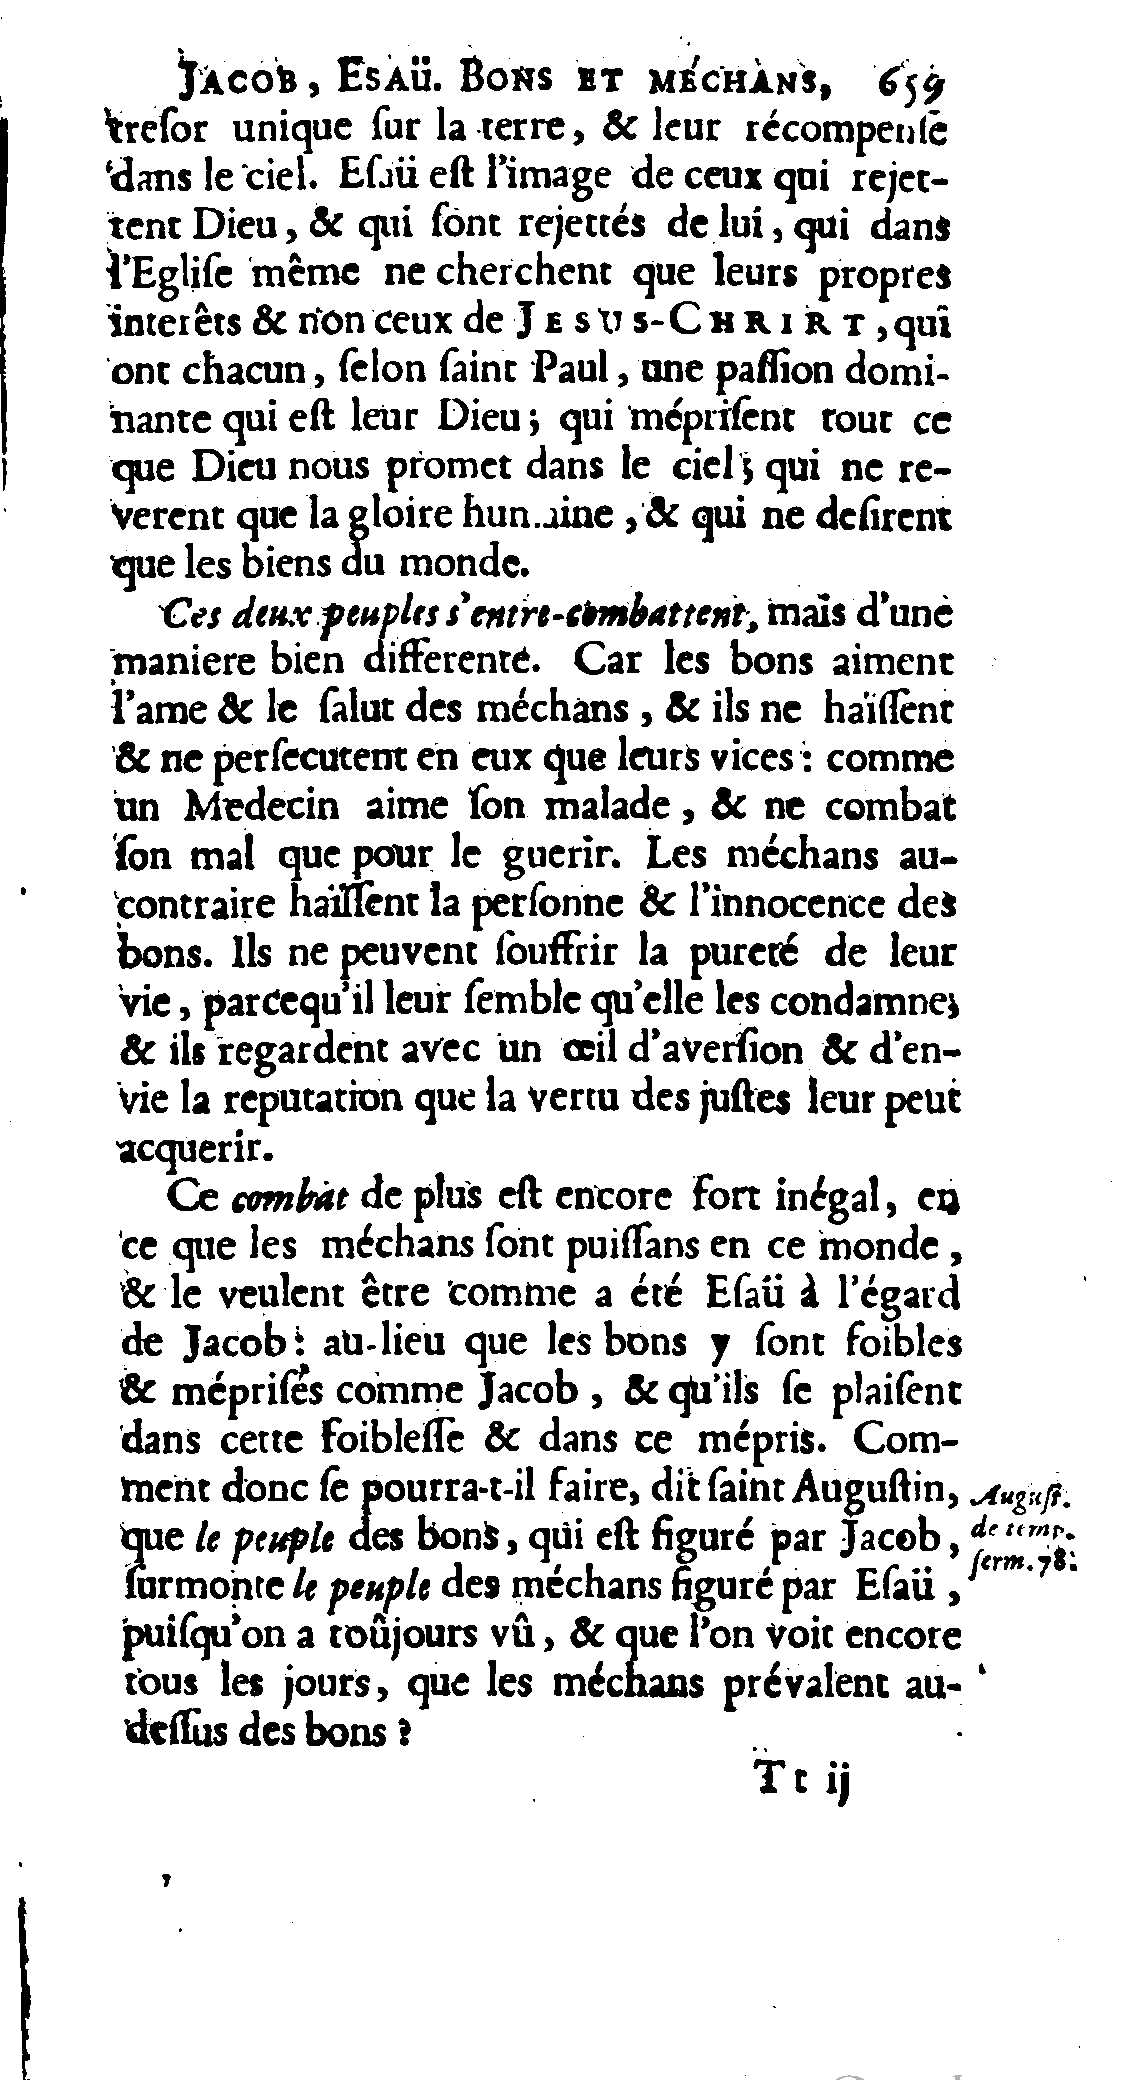 JACOB, ESAÜ. BONS ET MÉCHANS, 659
tresor unique sur la terre, & leur récompense
dans le ciel. Esaü est l'image de ceux qui rejet-
tent Dieu, & qui sont rejettés de lui, qui dans
l'Eglise même ne cherchent que leurs propres
interêts & non ceux de JESUS-CHRIRT, qui
ont chacun, selon saint Paul, une passion domi-
nante qui est leur Dieu; qui méprisent tout ce
que Dieu nous promet dans le ciel; qui ne re-
verent que la gloire humaine, & qui ne desirent
que les biens du monde.
Ces deux peuples s'entre-combattent, mais d'une
maniere bien differente. Car les bons aiment
l'ame & le salut des méchans, & ils ne haïssent
& ne persecutent en eux que leurs vices: comme
un Medecin aime son malade, & ne combat
son mal que pour le guerir. Les méchans au-
contraire haïssent la personne & l'innocence des
bons. Ils ne peuvent souffrir la pureté de leur
vie, parcequ'il leur semble qu'elle les condamne;
& ils regardent avec un œil d'aversion & d'en-
vie la reputation que la vertu des justes leur peut
acquerir.
Ce combat de plus est encore fort inégal, en
ce que les méchans sont puissans en ce monde,
& le veulent être comme a été Esaü à l'égard
de Jacob: au-lieu que les bons y sont foibles
& méprisés comme Jacob, & qu'ils se plaisent
dans cette foiblesse & dans ce mépris. Com-
ment donc se pourra-t-il faire, dit saint Augustin,
que le peuple des bons, qui est figuré par Jacob,
surmonte le peuple des méchans figuré par Esaü,
puisqu'on a toûjours vû, & que l'on voit encore
tous les jours, que les méchans prévalent au-
dessus des bons?
August.
de temp.
serm. 78.
Tt ij